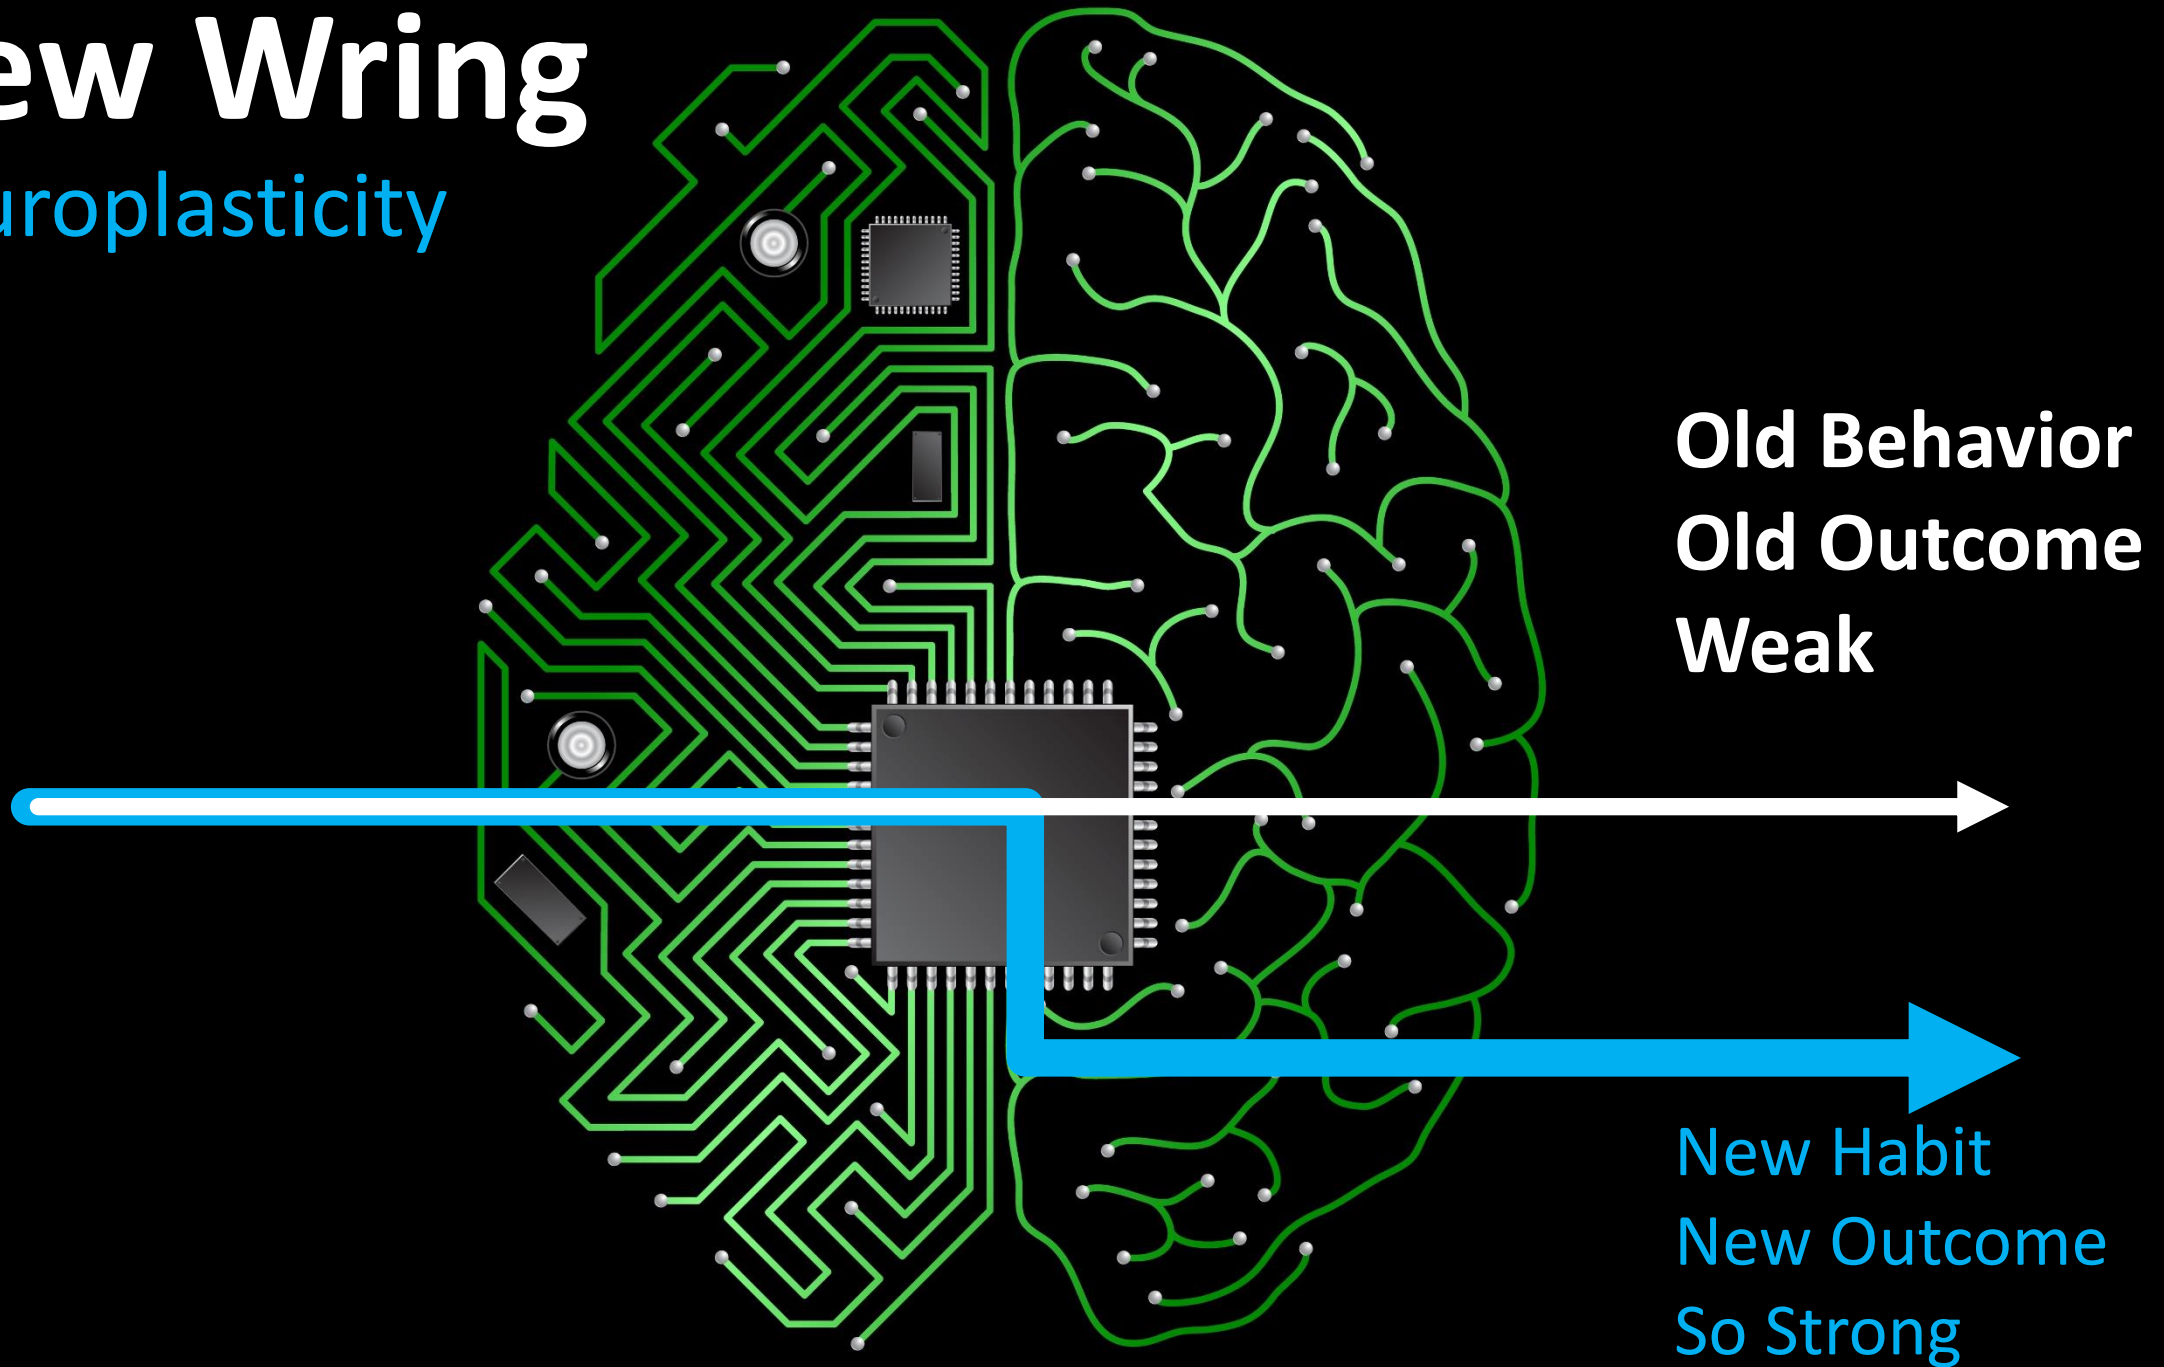 ew Wring
uroplasticity
Old Behavior
Old Outcome
Weak
New Habit
New Outcome
So Strong